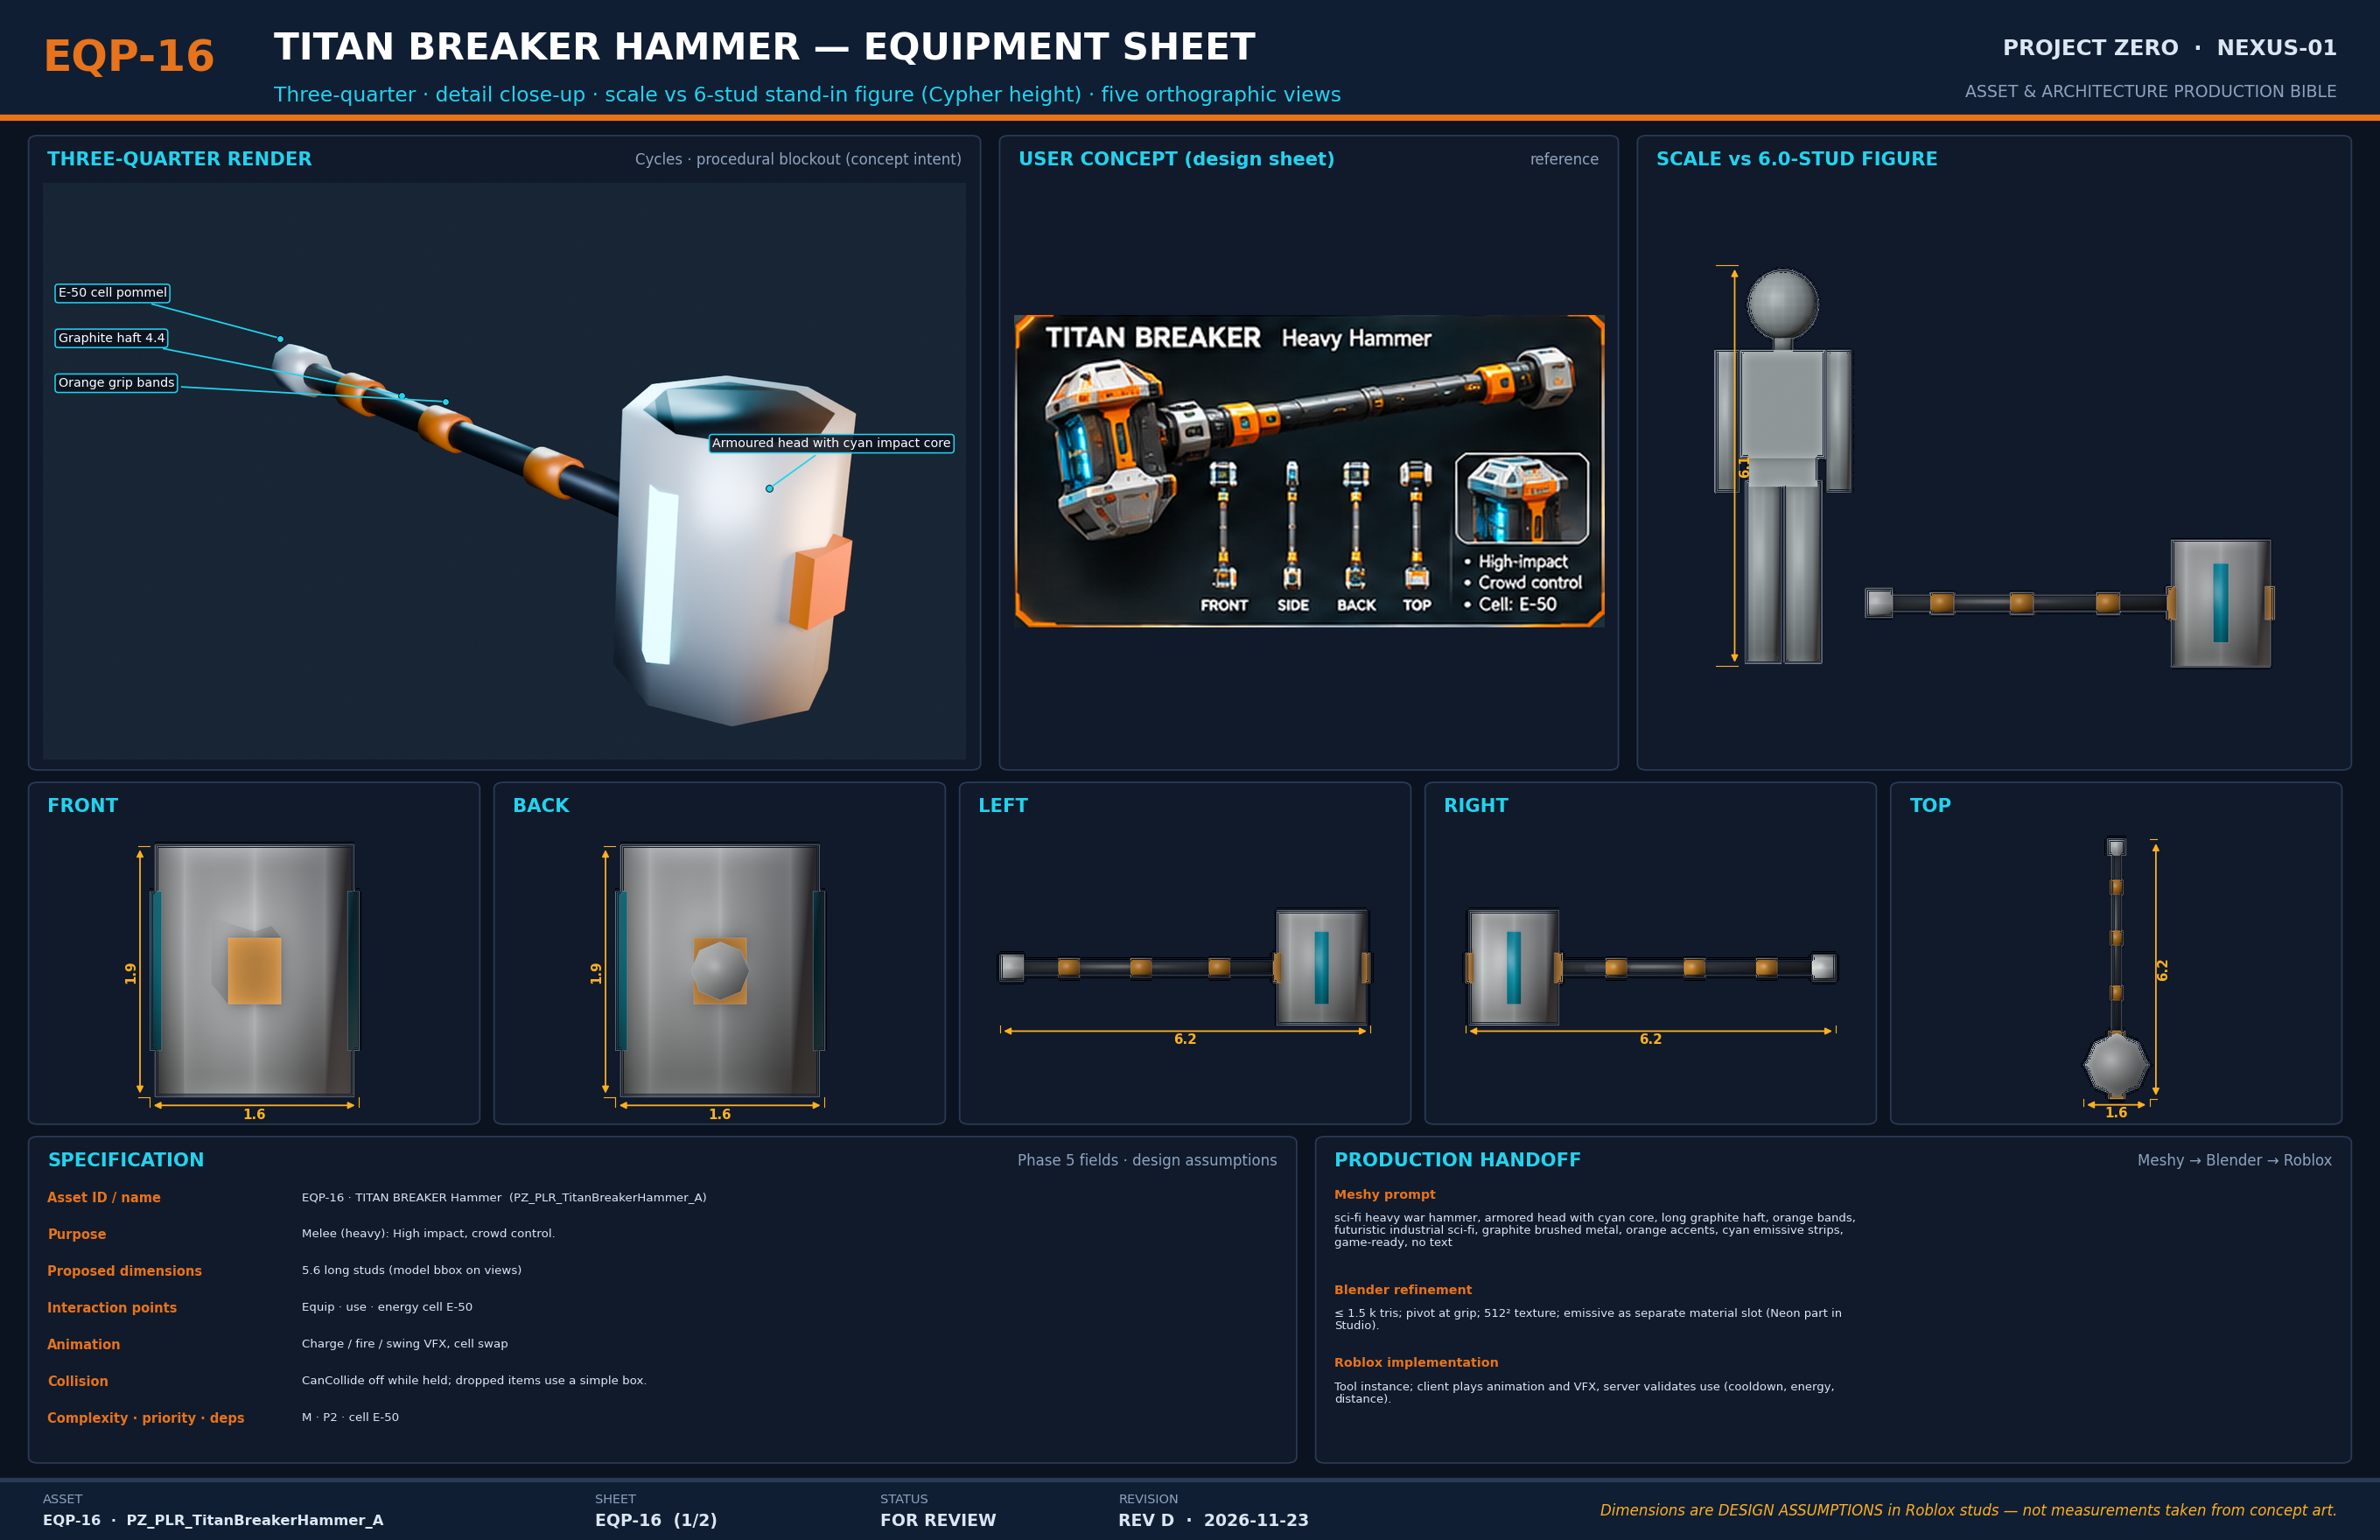 EQP-16
TITAN BREAKER HAMMER — EQUIPMENT SHEET
Three-quarter · detail close-up · scale vs 6-stud stand-in figure (Cypher height) · five orthographic views
PROJECT ZERO · NEXUS-01
ASSET & ARCHITECTURE PRODUCTION BIBLE
THREE-QUARTER RENDER
Cycles · procedural blockout (concept intent)
E-50 cell pommel
Graphite haft 4.4
Orange grip bands
Armoured head with cyan impact core
USER CONCEPT (design sheet)
reference
TITAN BREAKER Heavy Hammer
FRONT
SIDE
BACK
TOP
• High-impact
• Crowd control
• Cell: E-50
SCALE vs 6.0-STUD FIGURE
6.1
FRONT
1.9
1.6
BACK
1.9
1.6
LEFT
6.2
RIGHT
6.2
TOP
6.2
1.6
SPECIFICATION
Phase 5 fields · design assumptions
Asset ID / name
EQP-16 · TITAN BREAKER Hammer (PZ_PLR_TitanBreakerHammer_A)
Purpose
Melee (heavy): High impact, crowd control.
Proposed dimensions
5.6 long studs (model bbox on views)
Interaction points
Equip · use · energy cell E-50
Animation
Charge / fire / swing VFX, cell swap
Collision
CanCollide off while held; dropped items use a simple box.
Complexity · priority · deps
M · P2 · cell E-50
PRODUCTION HANDOFF
Meshy → Blender → Roblox
Meshy prompt
sci-fi heavy war hammer, armored head with cyan core, long graphite haft, orange bands,
futuristic industrial sci-fi, graphite brushed metal, orange accents, cyan emissive strips,
game-ready, no text
Blender refinement
≤ 1.5 k tris; pivot at grip; 512² texture; emissive as separate material slot (Neon part in
Studio).
Roblox implementation
Tool instance; client plays animation and VFX, server validates use (cooldown, energy,
distance).
ASSET
EQP-16 · PZ_PLR_TitanBreakerHammer_A
SHEET
EQP-16 (1/2)
STATUS
FOR REVIEW
REVISION
REV D · 2026-11-23
Dimensions are DESIGN ASSUMPTIONS in Roblox studs — not measurements taken from concept art.